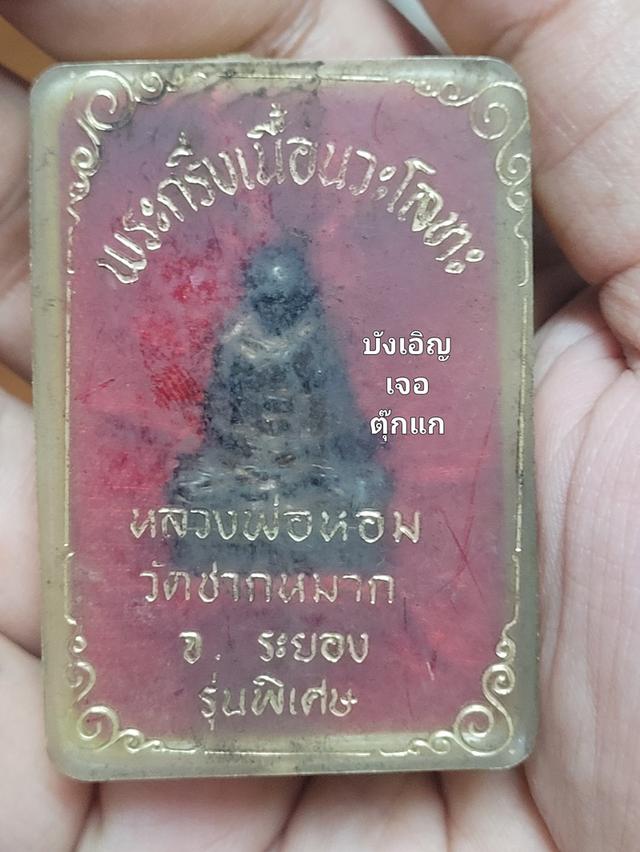 พระกริ่งเนื้อนวะโลหะ
บังเอิญ
เจอ
ตุ๊กแก
หลวงพ่อหอม
วัดชากหมาก
จ. ระยอง
รุ่นพิเศษ